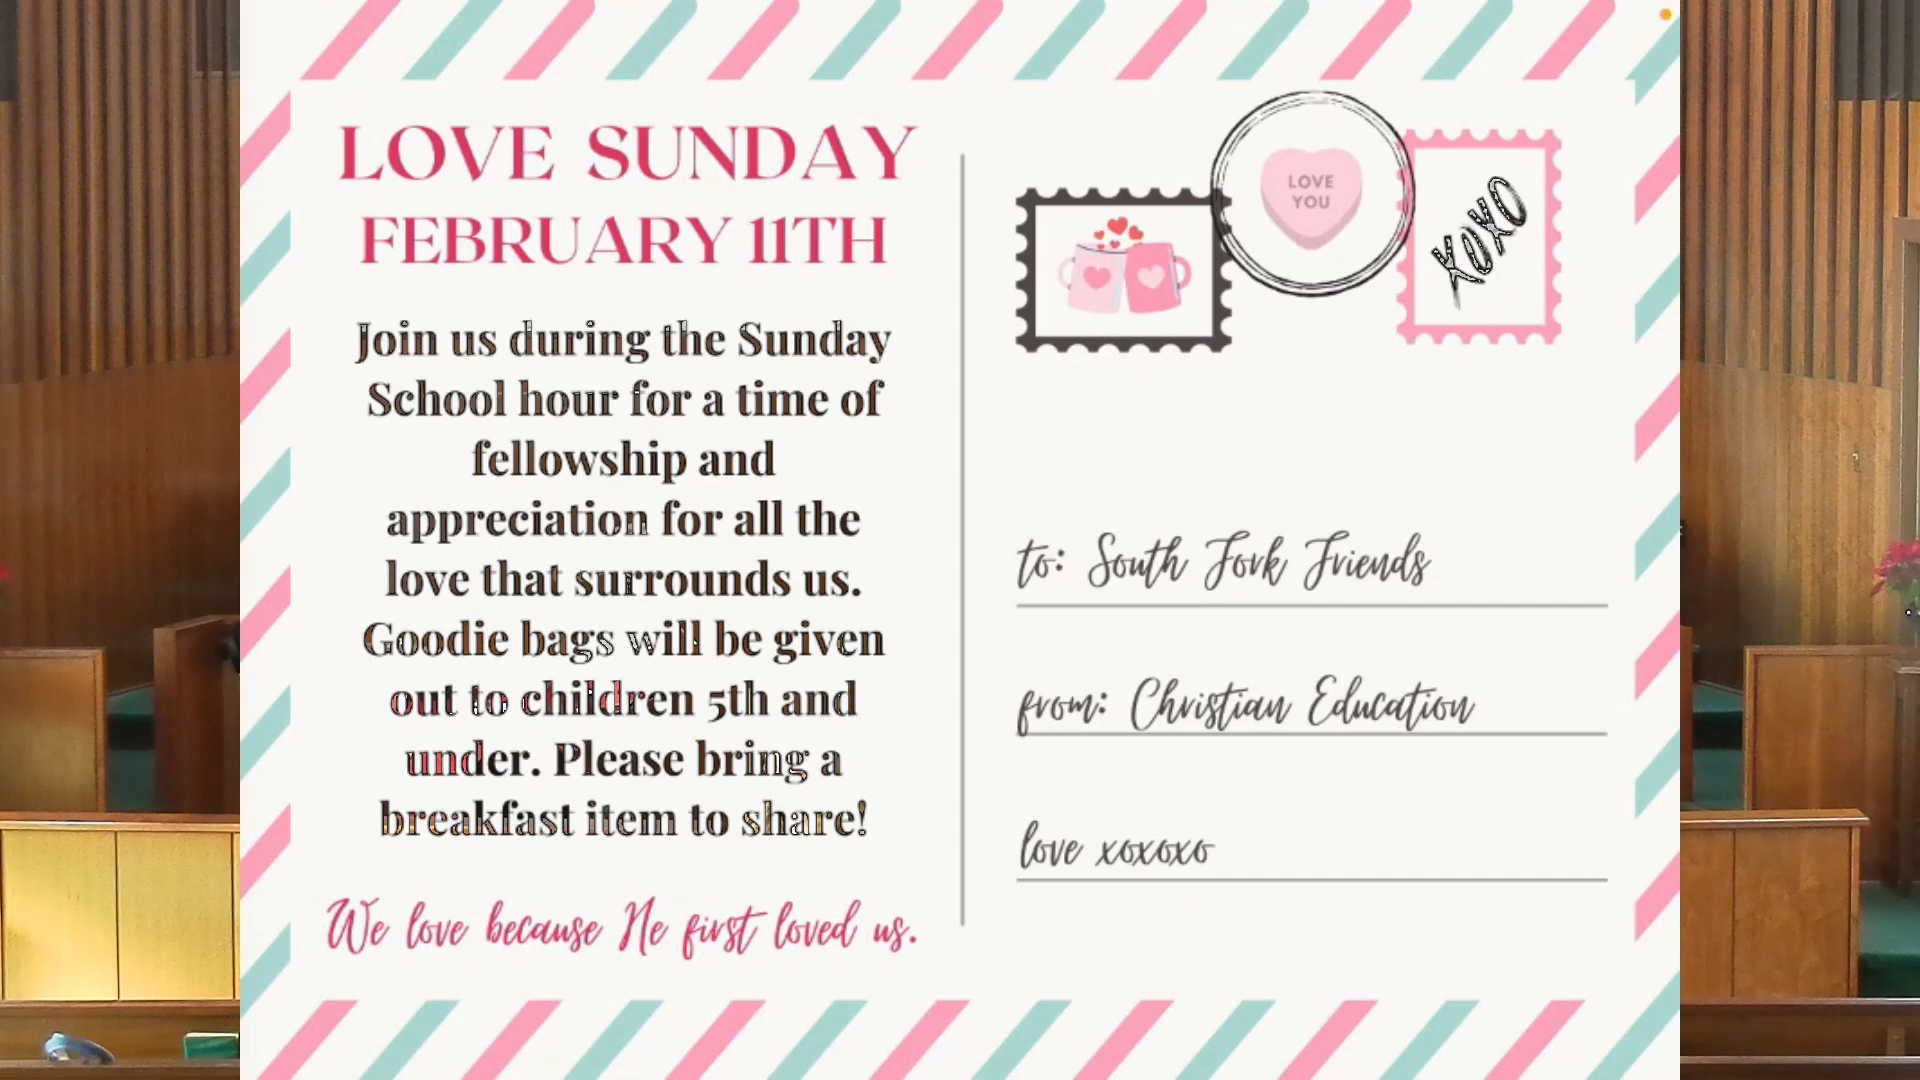 LOVE SUNDAY
FEBRUARY 11TH
Join us during the Sunday
School hour for a time of
fellowship and
appreciation for all the
love that surrounds us.
Goodie bags will be given
out to children 5th and
under. Please bring a
breakfast item to share!
We love because He first loved us.
LOVE
YOU
XOXO
to: South Fork Friends
from: Christian Education
love xoxoxo